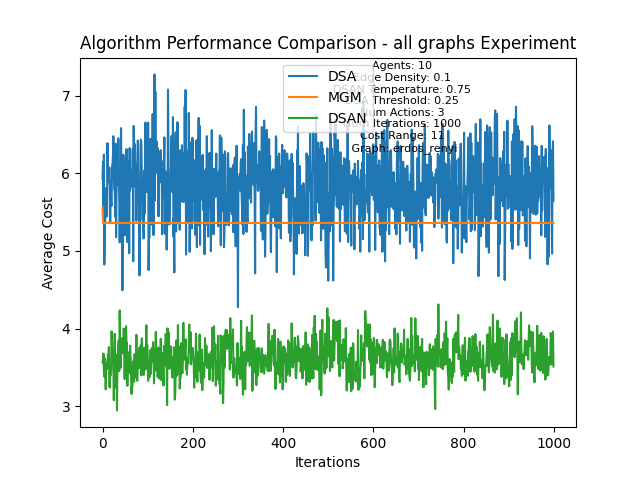 Algorithm Performance Comparison - all graphs Experiment
Average Cost
7
6
5
4
3
DSA
MGM
DSAN
Agents: 10
Edge Density: 0.1
DSAN Temperature: 0.75
Threshold: 0.25
Actions: 3
Iterations: 1000
Cost Range: 11
Graph: erdos_renyi
0
200
400
600
800
1000
Iterations